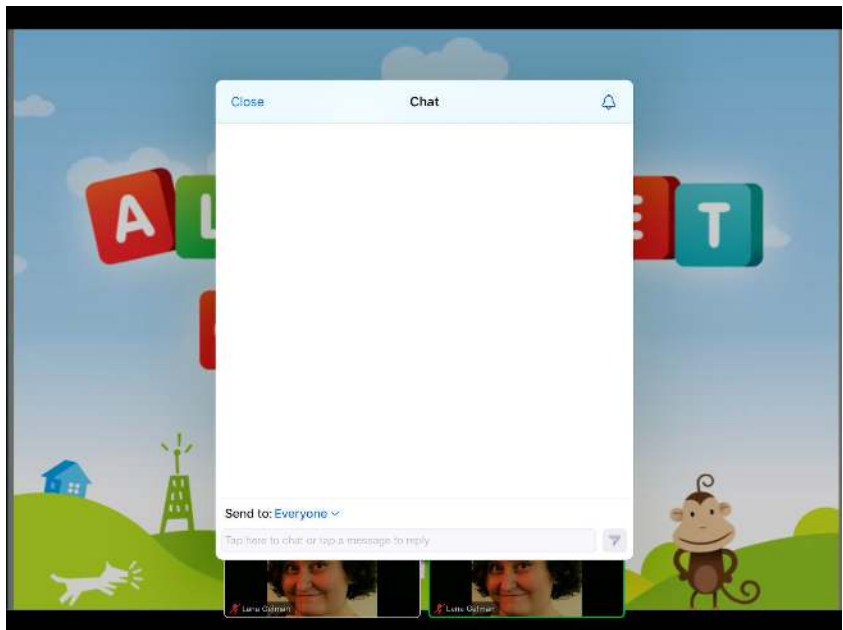 Close Chat
A L E T
Send to: Everyone
Tap here to chat or tap a message to reply